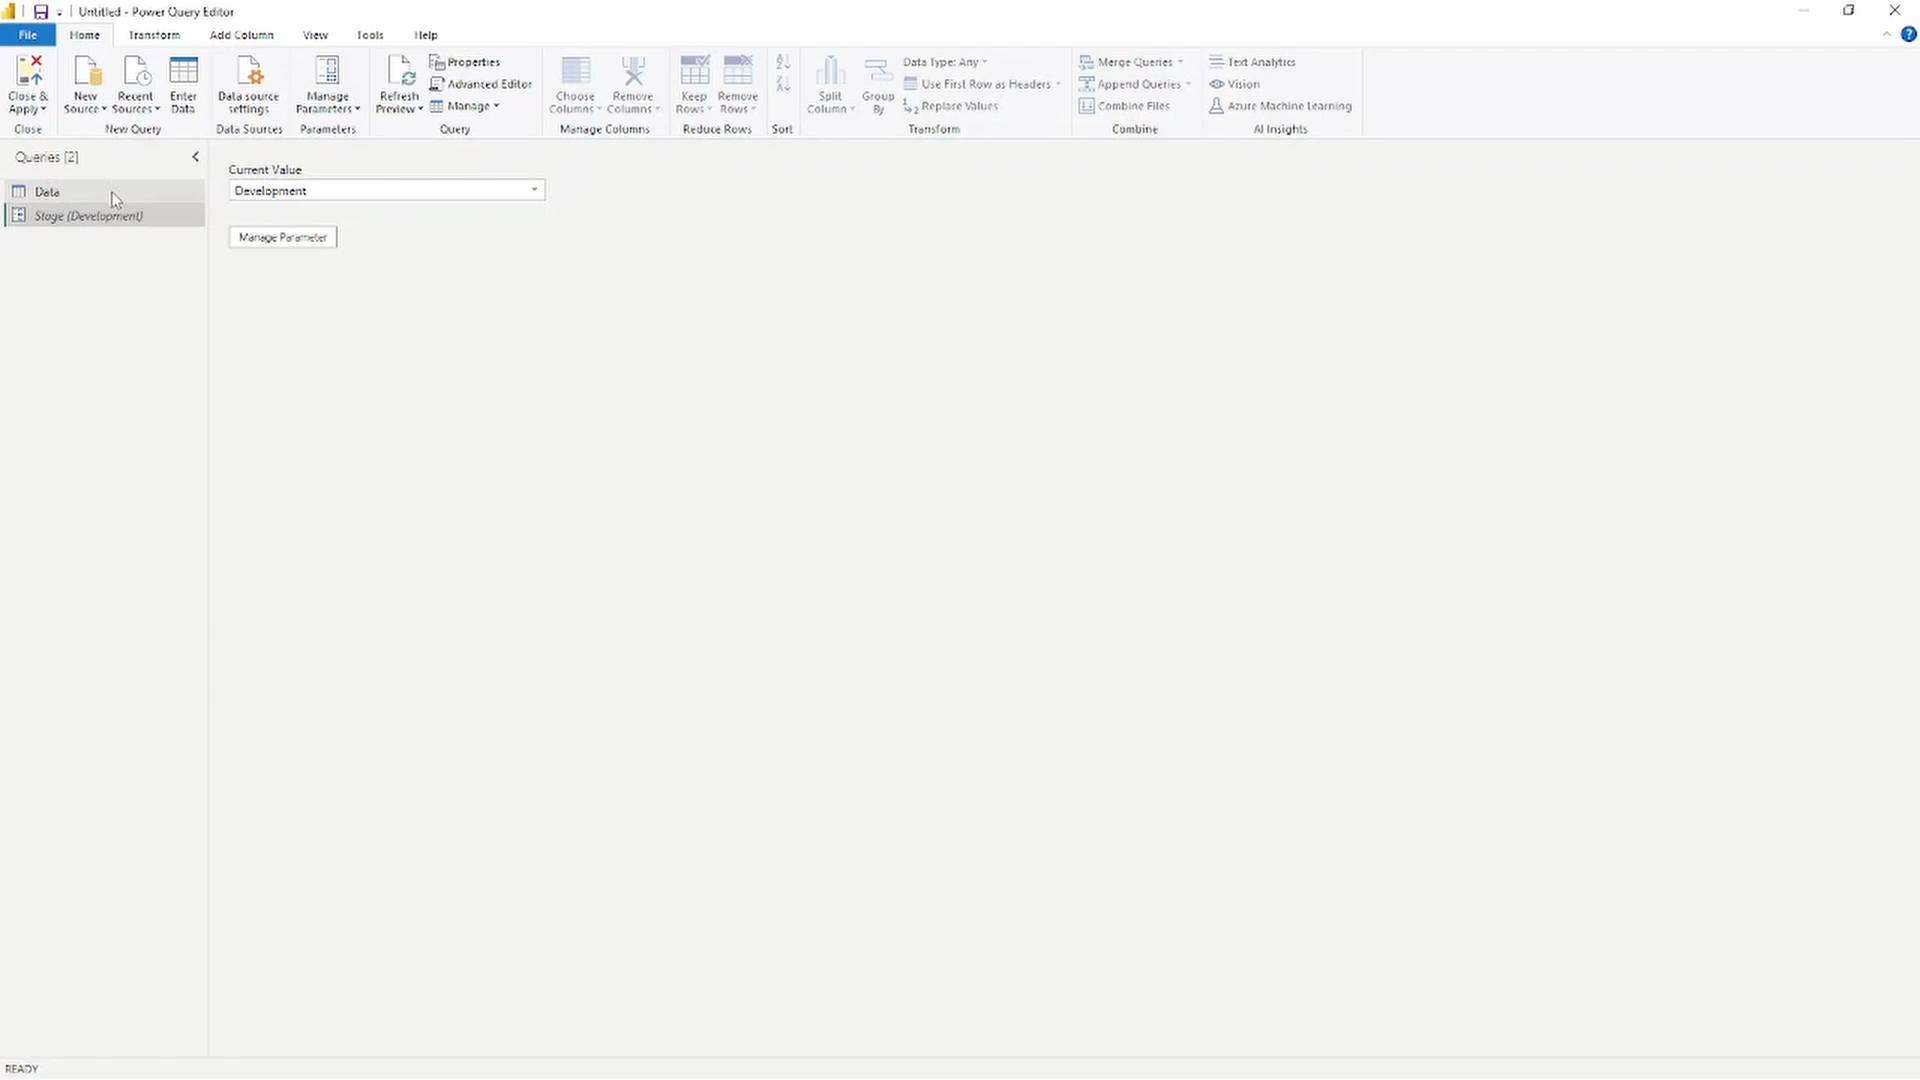 Untitled - Power Query Editor
File Home Transform Add Column View Tools Help
Close & Apply
Close
New Source
Recent Sources
Enter Data
New Query
Data source settings
Data Sources
Manage Parameters
Parameters
Refresh Preview
Properties
Advanced Editor
Manage
Query
Choose Columns
Remove Columns
Manage Columns
Keep Rows
Remove Rows
Reduce Rows
Sort
Split Column
Group By
Data Type: Any
Use First Row as Headers
Replace Values
Transform
Merge Queries
Append Queries
Combine Files
Combine
Text Analytics
Vision
Azure Machine Learning
AI Insights
Queries [2]
Data
Stage (Development)
Current Value
Development
Manage Parameter
READY